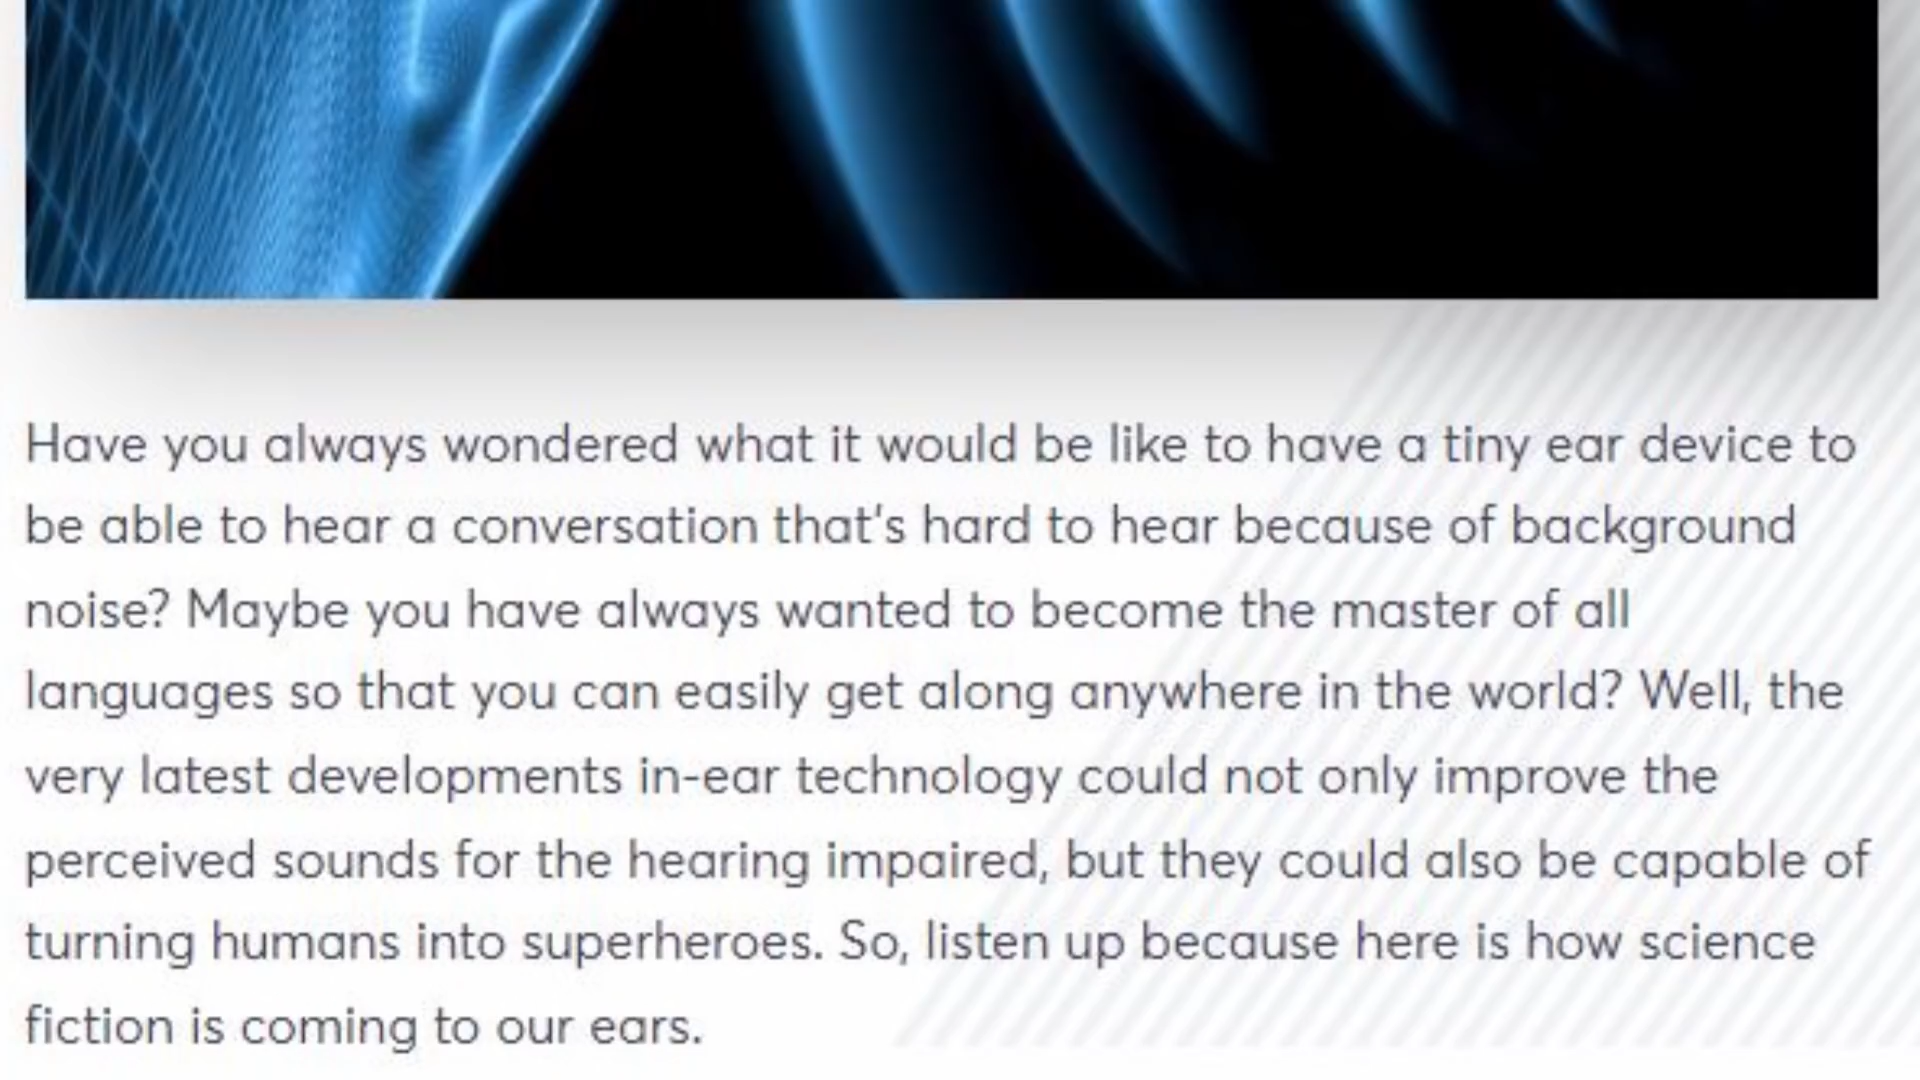 Have you always wondered what it would be like to have a tiny ear device to
be able to hear a conversation that's hard to hear because of background
noise? Maybe you have always wanted to become the master of all
languages so that you can easily get along anywhere in the world? Well, the
very latest developments in-ear technology could not only improve the
perceived sounds for the hearing impaired, but they could also be capable of
turning humans into superheroes. So, listen up because here is how science
fiction is coming to our ears.